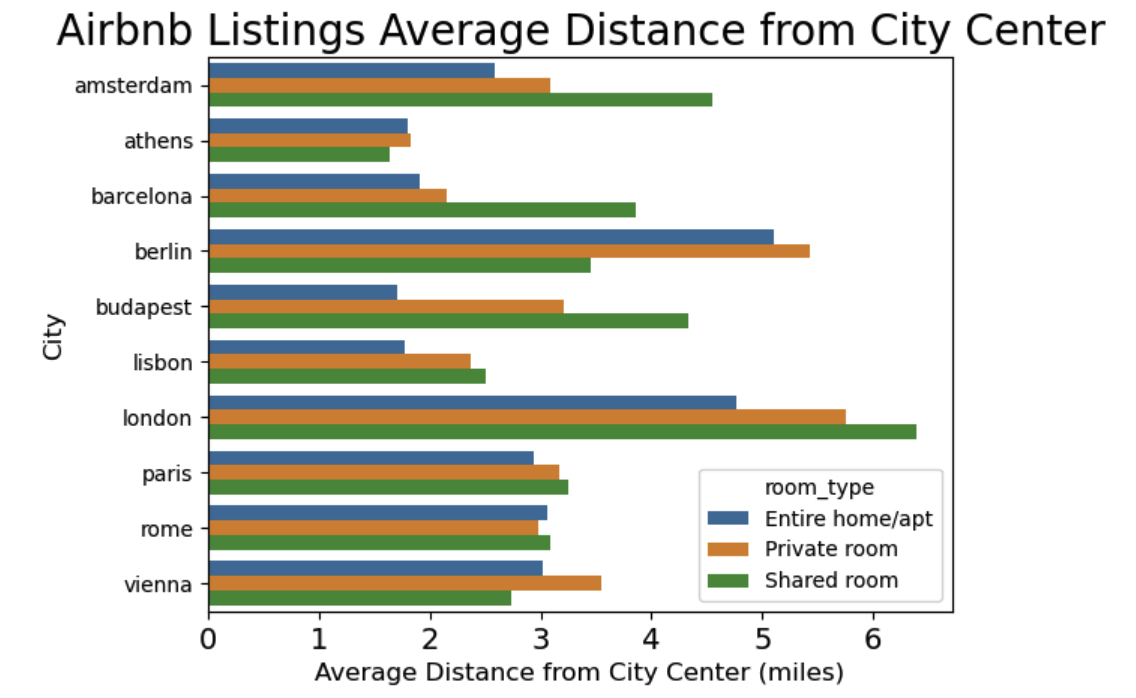 Airbnb Listings Average Distance from City Center
amsterdam
athens
barcelona
berlin
budapest
lisbon
london
paris
rome
vienna
City
room_type
Entire home/apt
Private room
Shared room
0 1 2 3 4 5 6
Average Distance from City Center (miles)